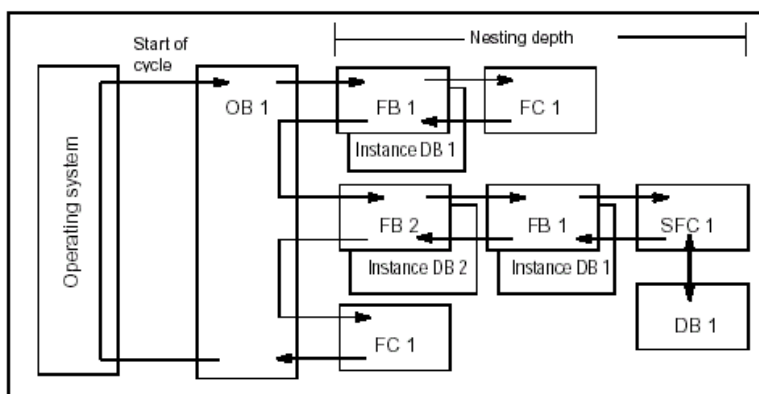 Start of
cycle
Nesting depth
Operating system
OB 1
FB 1
FC 1
Instance DB 1
FB 2
FB 1
SFC 1
Instance DB 2
Instance DB 1
FC 1
DB 1